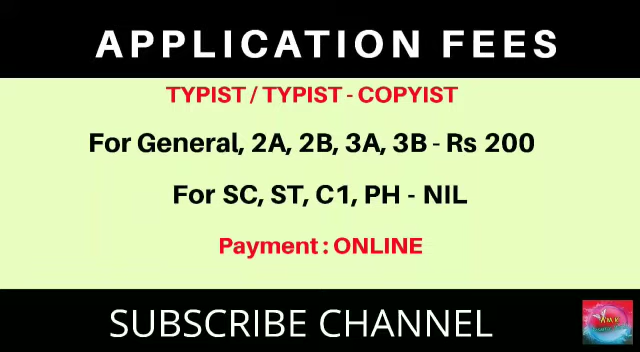 APPLICATION FEES
TYPIST / TYPIST - COPYIST
For General, 2A, 2B, 3A, 3B - Rs 200
For SC, ST, C1, PH - NIL
Payment : ONLINE
SUBSCRIBE CHANNEL